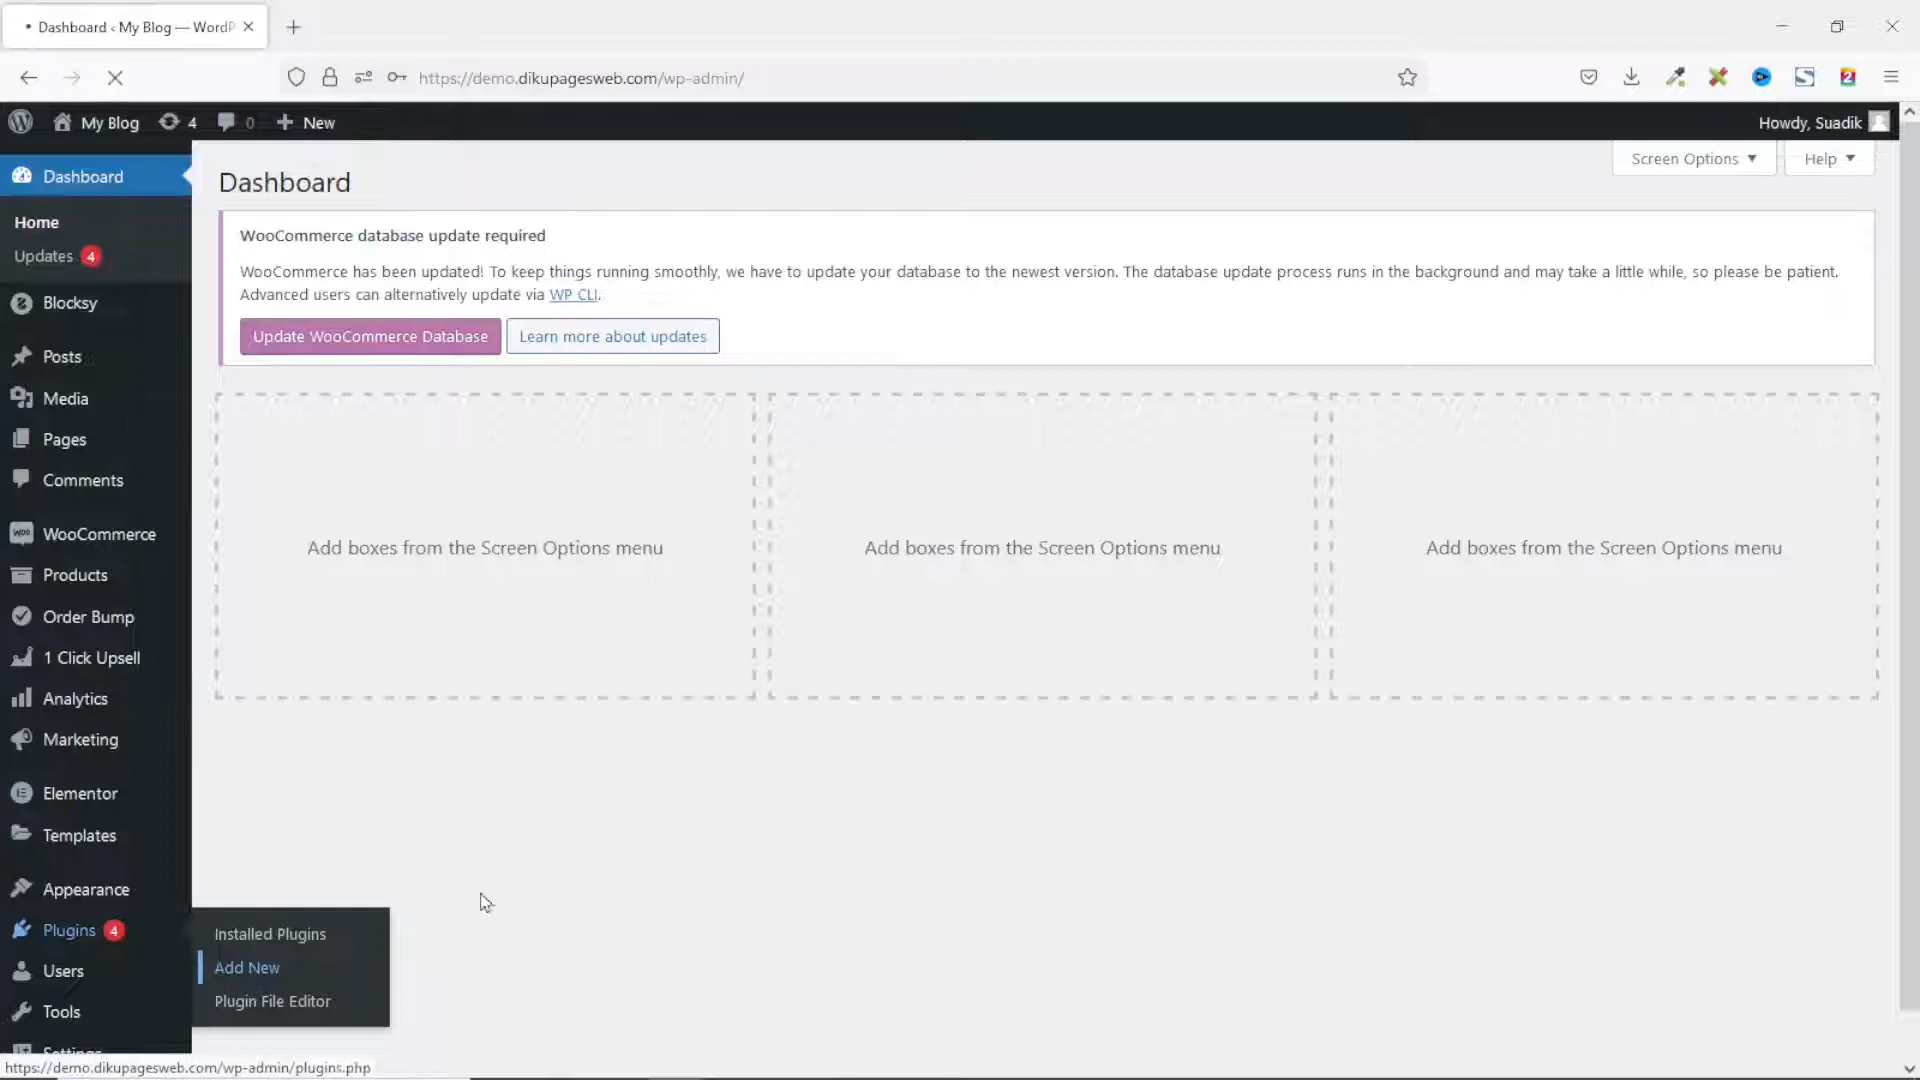 Dashboard ‹ My Blog — WordP
https://demo.dikupagesweb.com/wp-admin/
My Blog 4 0 New
Howdy, Suadik
Screen Options
Help
Dashboard
Home
Updates 4
Blocksy
Posts
Media
Pages
Comments
WooCommerce
Products
Order Bump
1 Click Upsell
Analytics
Marketing
Elementor
Templates
Appearance
Plugins 4
Users
Tools
Settings
Installed Plugins
Add New
Plugin File Editor
Dashboard
WooCommerce database update required
WooCommerce has been updated! To keep things running smoothly, we have to update your database to the newest version. The database update process runs in the background and may take a little while, so please be patient.
Advanced users can alternatively update via WP CLI.
Update WooCommerce Database
Learn more about updates
Add boxes from the Screen Options menu
Add boxes from the Screen Options menu
Add boxes from the Screen Options menu
https://demo.dikupagesweb.com/wp-admin/plugins.php